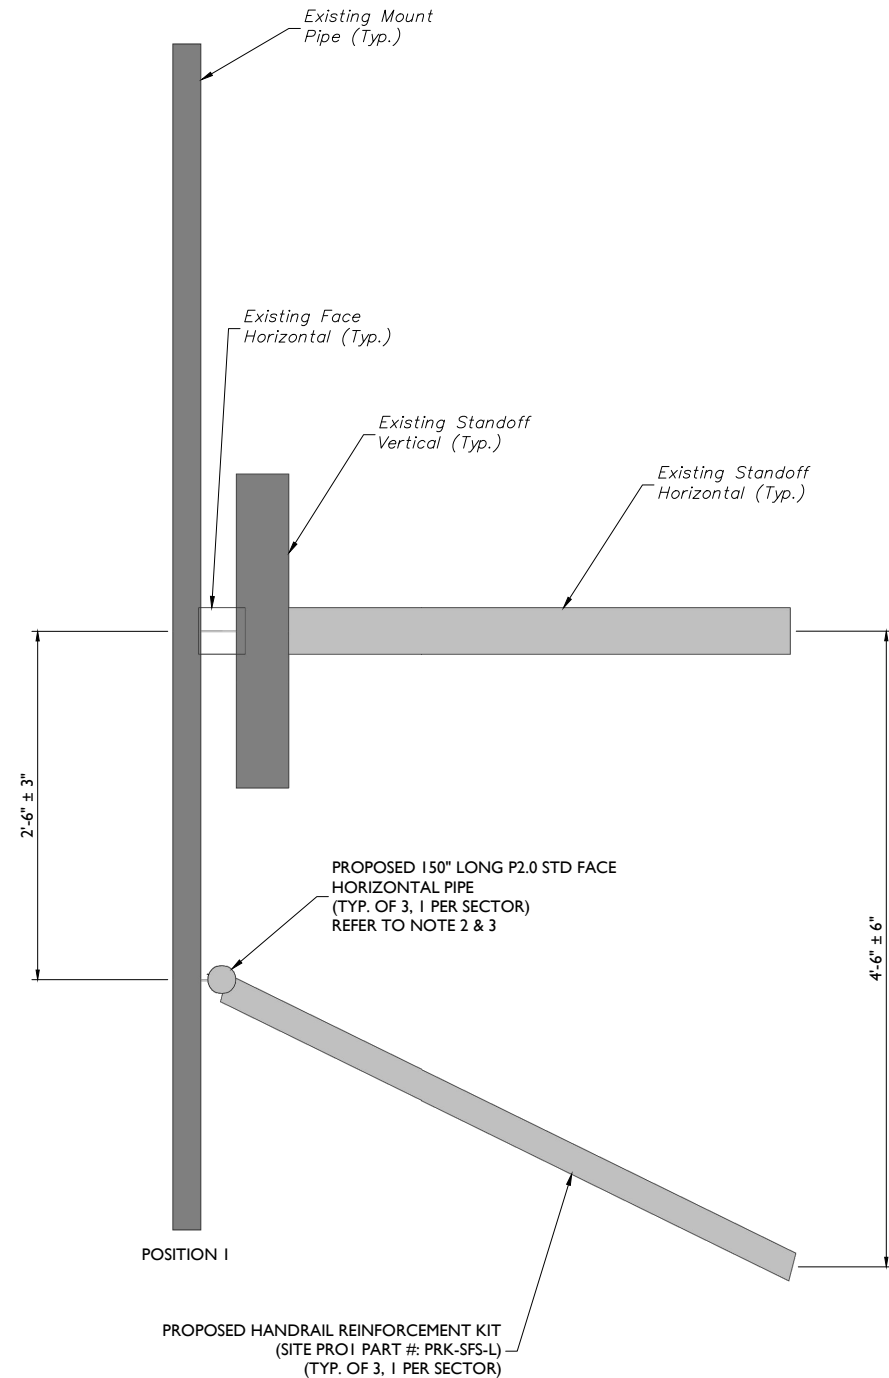 Existing Mount
Pipe (Typ.)
Existing Face
Horizontal (Typ.)
Existing Standoff
Vertical (Typ.)
Existing Standoff
Horizontal (Typ.)
2'-6" ± 3"
PROPOSED 150" LONG P2.0 STD FACE
HORIZONTAL PIPE
(TYP. OF 3, 1 PER SECTOR)
REFER TO NOTE 2 & 3
4'-6" ± 6"
POSITION 1
PROPOSED HANDRAIL REINFORCEMENT KIT
(SITE PRO1 PART #: PRK-SFS-L)
(TYP. OF 3, 1 PER SECTOR)